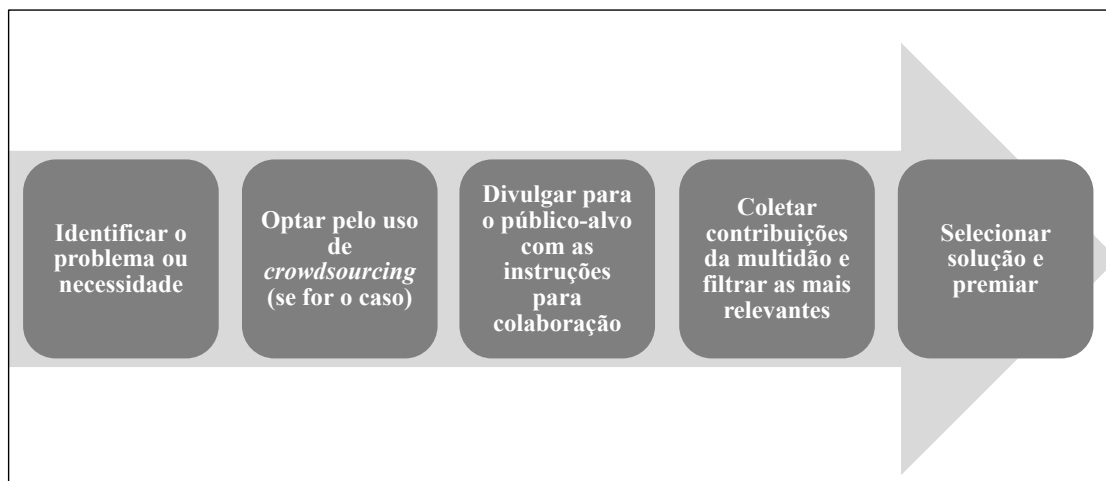 Identificar o
problema ou
necessidade
Optar pelo uso
de
crowdsourcing
(se for o caso)
Divulgar para
o público-alvo
com as
instruções
para
colaboração
Coletar
contribuições
da multidão e
filtrar as mais
relevantes
Selecionar
solução e
premiar